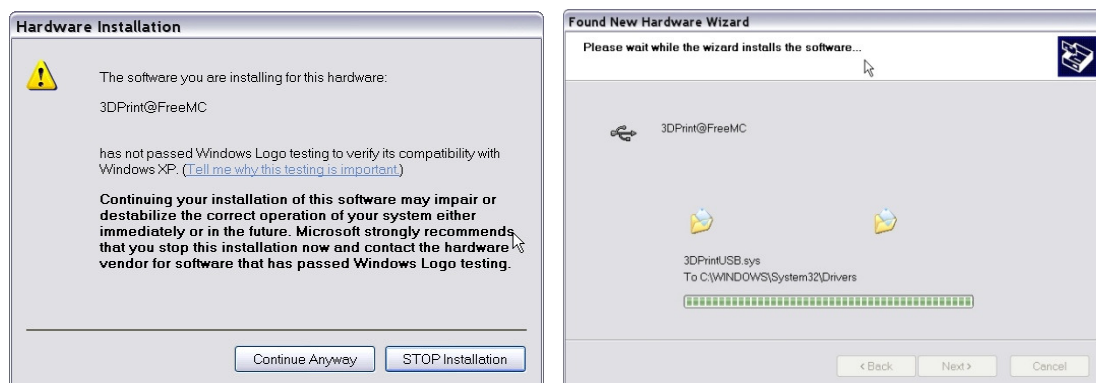 Hardware Installation
The software you are installing for this hardware:
3DPrint@FreeMC
has not passed Windows Logo testing to verify its compatibility with
Windows XP. (Tell me why this testing is important.)
Continuing your installation of this software may impair or
destabilize the correct operation of your system either
immediately or in the future. Microsoft strongly recommends
that you stop this installation now and contact the hardware
vendor for software that has passed Windows Logo testing.
Continue Anyway
STOP Installation
Found New Hardware Wizard
Please wait while the wizard installs the software...
3DPrint@FreeMC
3DPrintUSB.sys
To C:\WINDOWS\System32\Drivers
< Back
Next >
Cancel